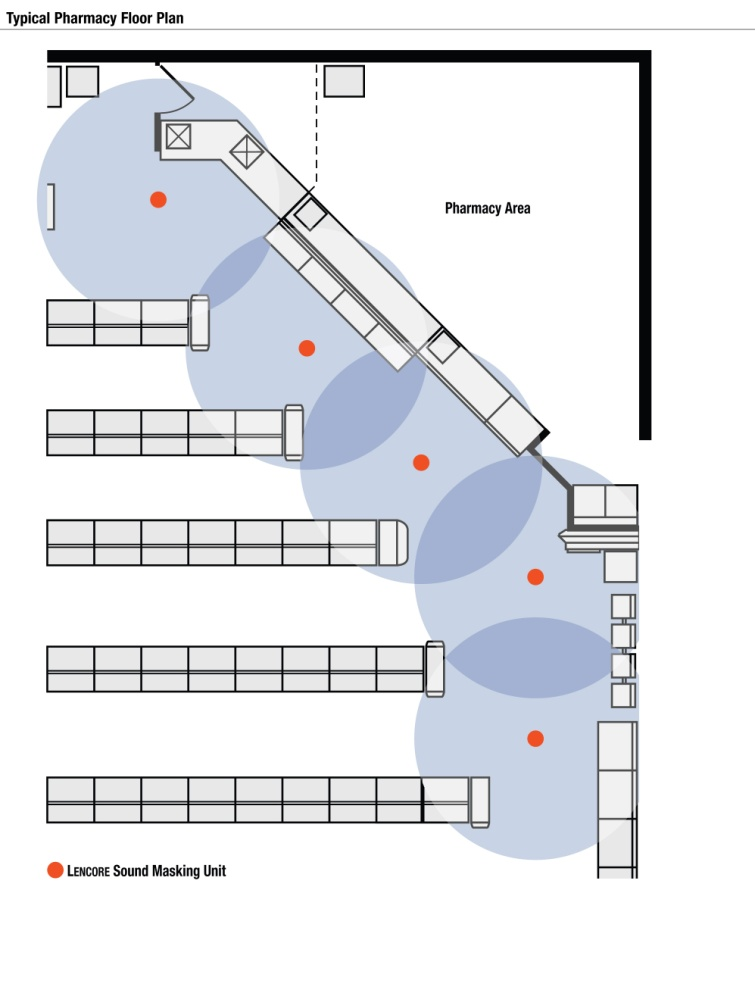 Typical Pharmacy Floor Plan
Pharmacy Area
LENCORE Sound Masking Unit